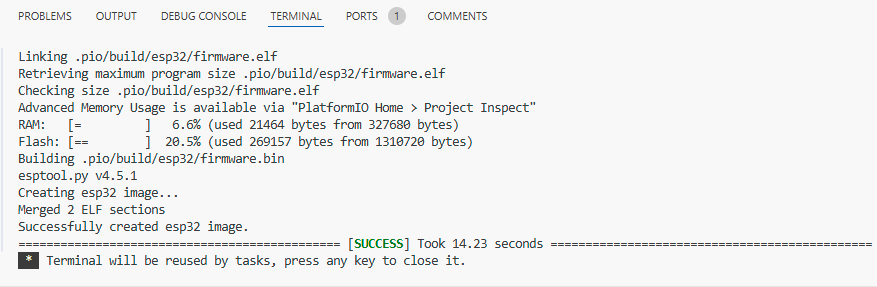 PROBLEMS OUTPUT DEBUG CONSOLE TERMINAL PORTS 1 COMMENTS
Linking .pio/build/esp32/firmware.elf
Retrieving maximum program size .pio/build/esp32/firmware.elf
Checking size .pio/build/esp32/firmware.elf
Advanced Memory Usage is available via "PlatformIO Home > Project Inspect"
RAM:   [=         ]   6.6% (used 21464 bytes from 327680 bytes)
Flash: [==        ]  20.5% (used 269157 bytes from 1310720 bytes)
Building .pio/build/esp32/firmware.bin
esptool.py v4.5.1
Creating esp32 image...
Merged 2 ELF sections
Successfully created esp32 image.
============================================== [SUCCESS] Took 14.23 seconds ==============================================
* Terminal will be reused by tasks, press any key to close it.